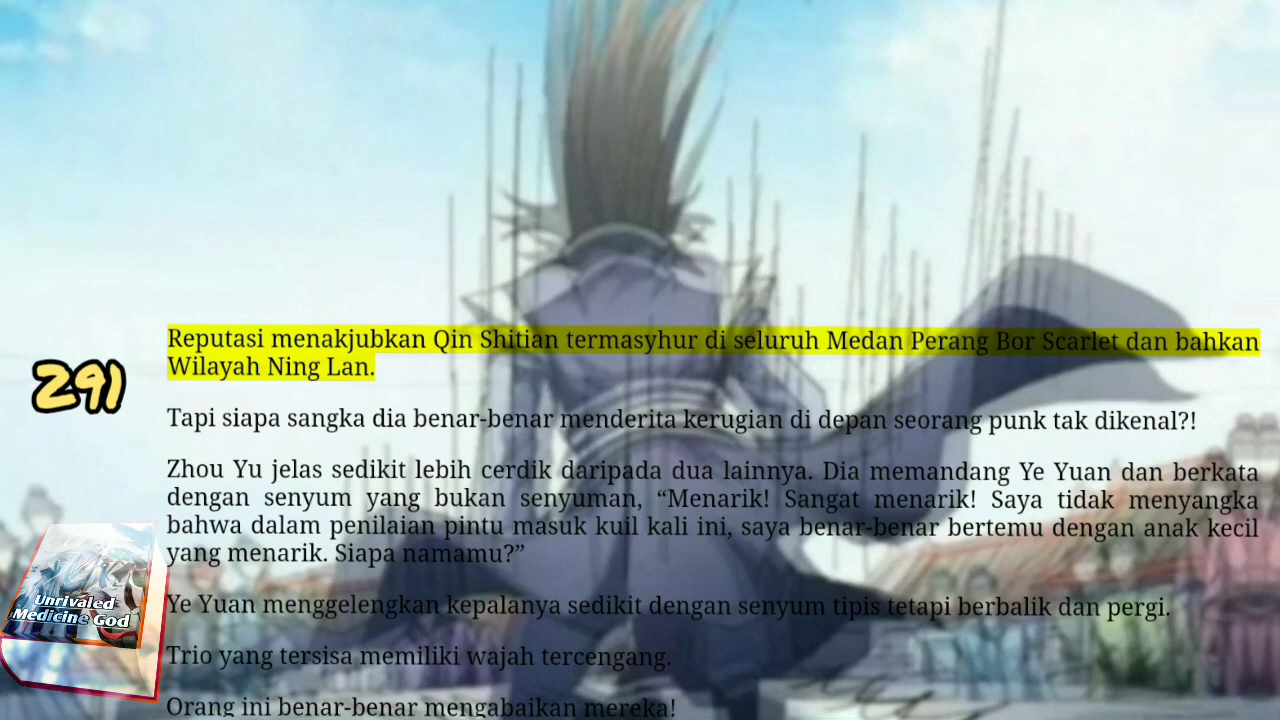 Reputasi menakjubkan Qin Shitian termasyhur di seluruh Medan Perang Bor Scarlet dan bahkan
Wilayah Ning Lan.
291
Tapi siapa sangka dia benar-benar menderita kerugian di depan seorang punk tak dikenal?!
Zhou Yu jelas sedikit lebih cerdik daripada dua lainnya. Dia memandang Ye Yuan dan berkata
dengan senyum yang bukan senyuman, “Menarik! Sangat menarik! Saya tidak menyangka
bahwa dalam penilaian pintu masuk kuil kali ini, saya benar-benar bertemu dengan anak kecil
yang menarik. Siapa namamu?”
Unrivaled
Medicine God
Ye Yuan menggelengkan kepalanya sedikit dengan senyum tipis tetapi berbalik dan pergi.
Trio yang tersisa memiliki wajah tercengang.
Orang ini benar-benar mengabaikan mereka!